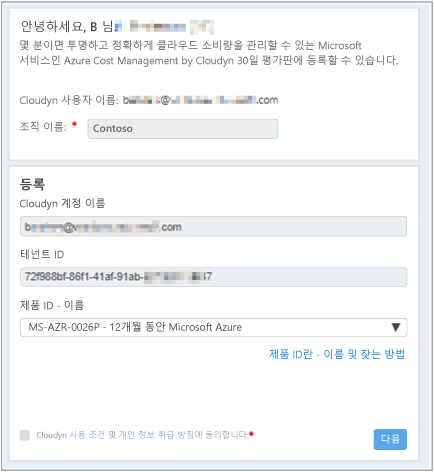 안녕하세요, B 님
몇 분이면 투명하고 정확하게 클라우드 소비량을 관리할 수 있는 Microsoft
서비스인 Azure Cost Management by Cloudyn 30일 평가판에 등록할 수 있습니다.
Cloudyn 사용자 이름: .com
조직 이름: *
Contoso
등록
Cloudyn 계정 이름
.com
테넌트 ID
72f988bf-86f1-41af-91ab- 47
제품 ID - 이름
MS-AZR-0026P - 12개월 동안 Microsoft Azure
제품 ID란 - 이름 및 찾는 방법
Cloudyn 사용 조건 및 개인 정보 취급 방침에 동의합니다.*
다음